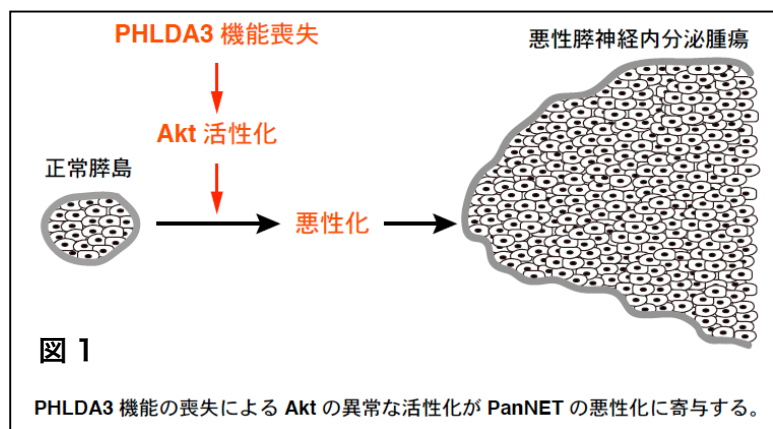 PHLDA3 機能喪失
悪性膵神経内分泌腫瘍
Akt 活性化
正常膵島
悪性化
図 1
PHLDA3 機能の喪失による Akt の異常な活性化が PanNET の悪性化に寄与する。